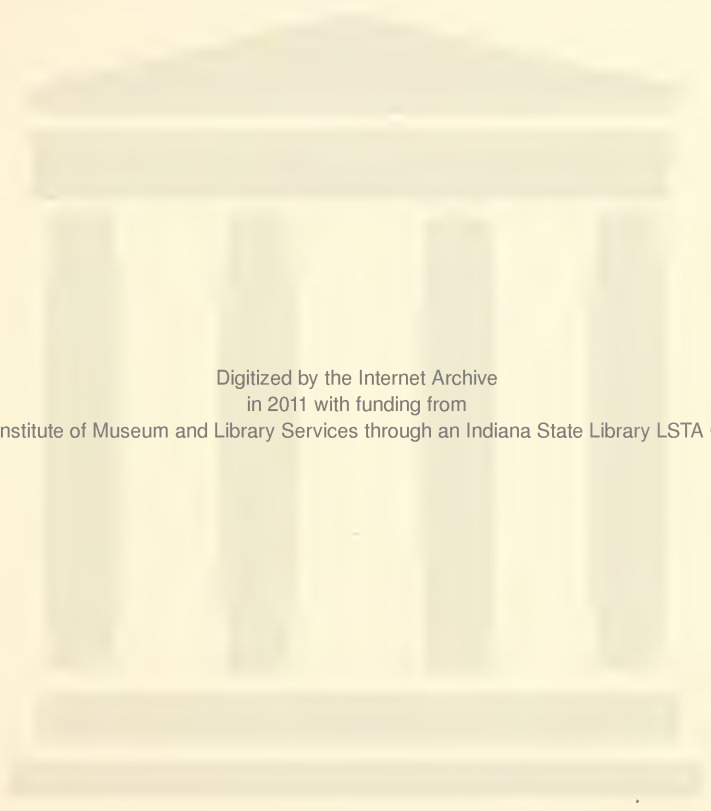 Digitized by the Internet Archive
in 2011 with funding from
nstitute of Museum and Library Services through an Indiana State Library LSTA